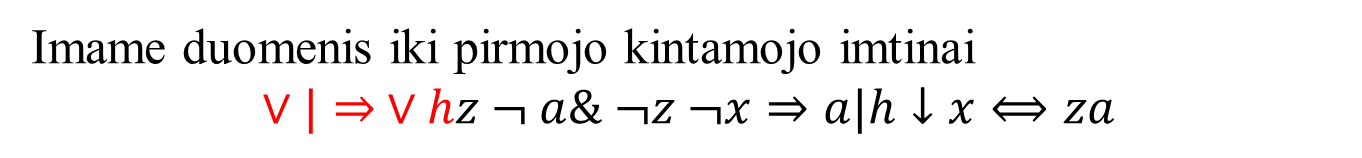 Imame duomenis iki pirmojo kintamojo imtinai
∨ | ⇒ ∨ ℎ𝑧 ¬ 𝑎& ¬𝑧 ¬𝑥 ⇒ 𝑎|ℎ ↓ 𝑥 ⟺ 𝑧𝑎